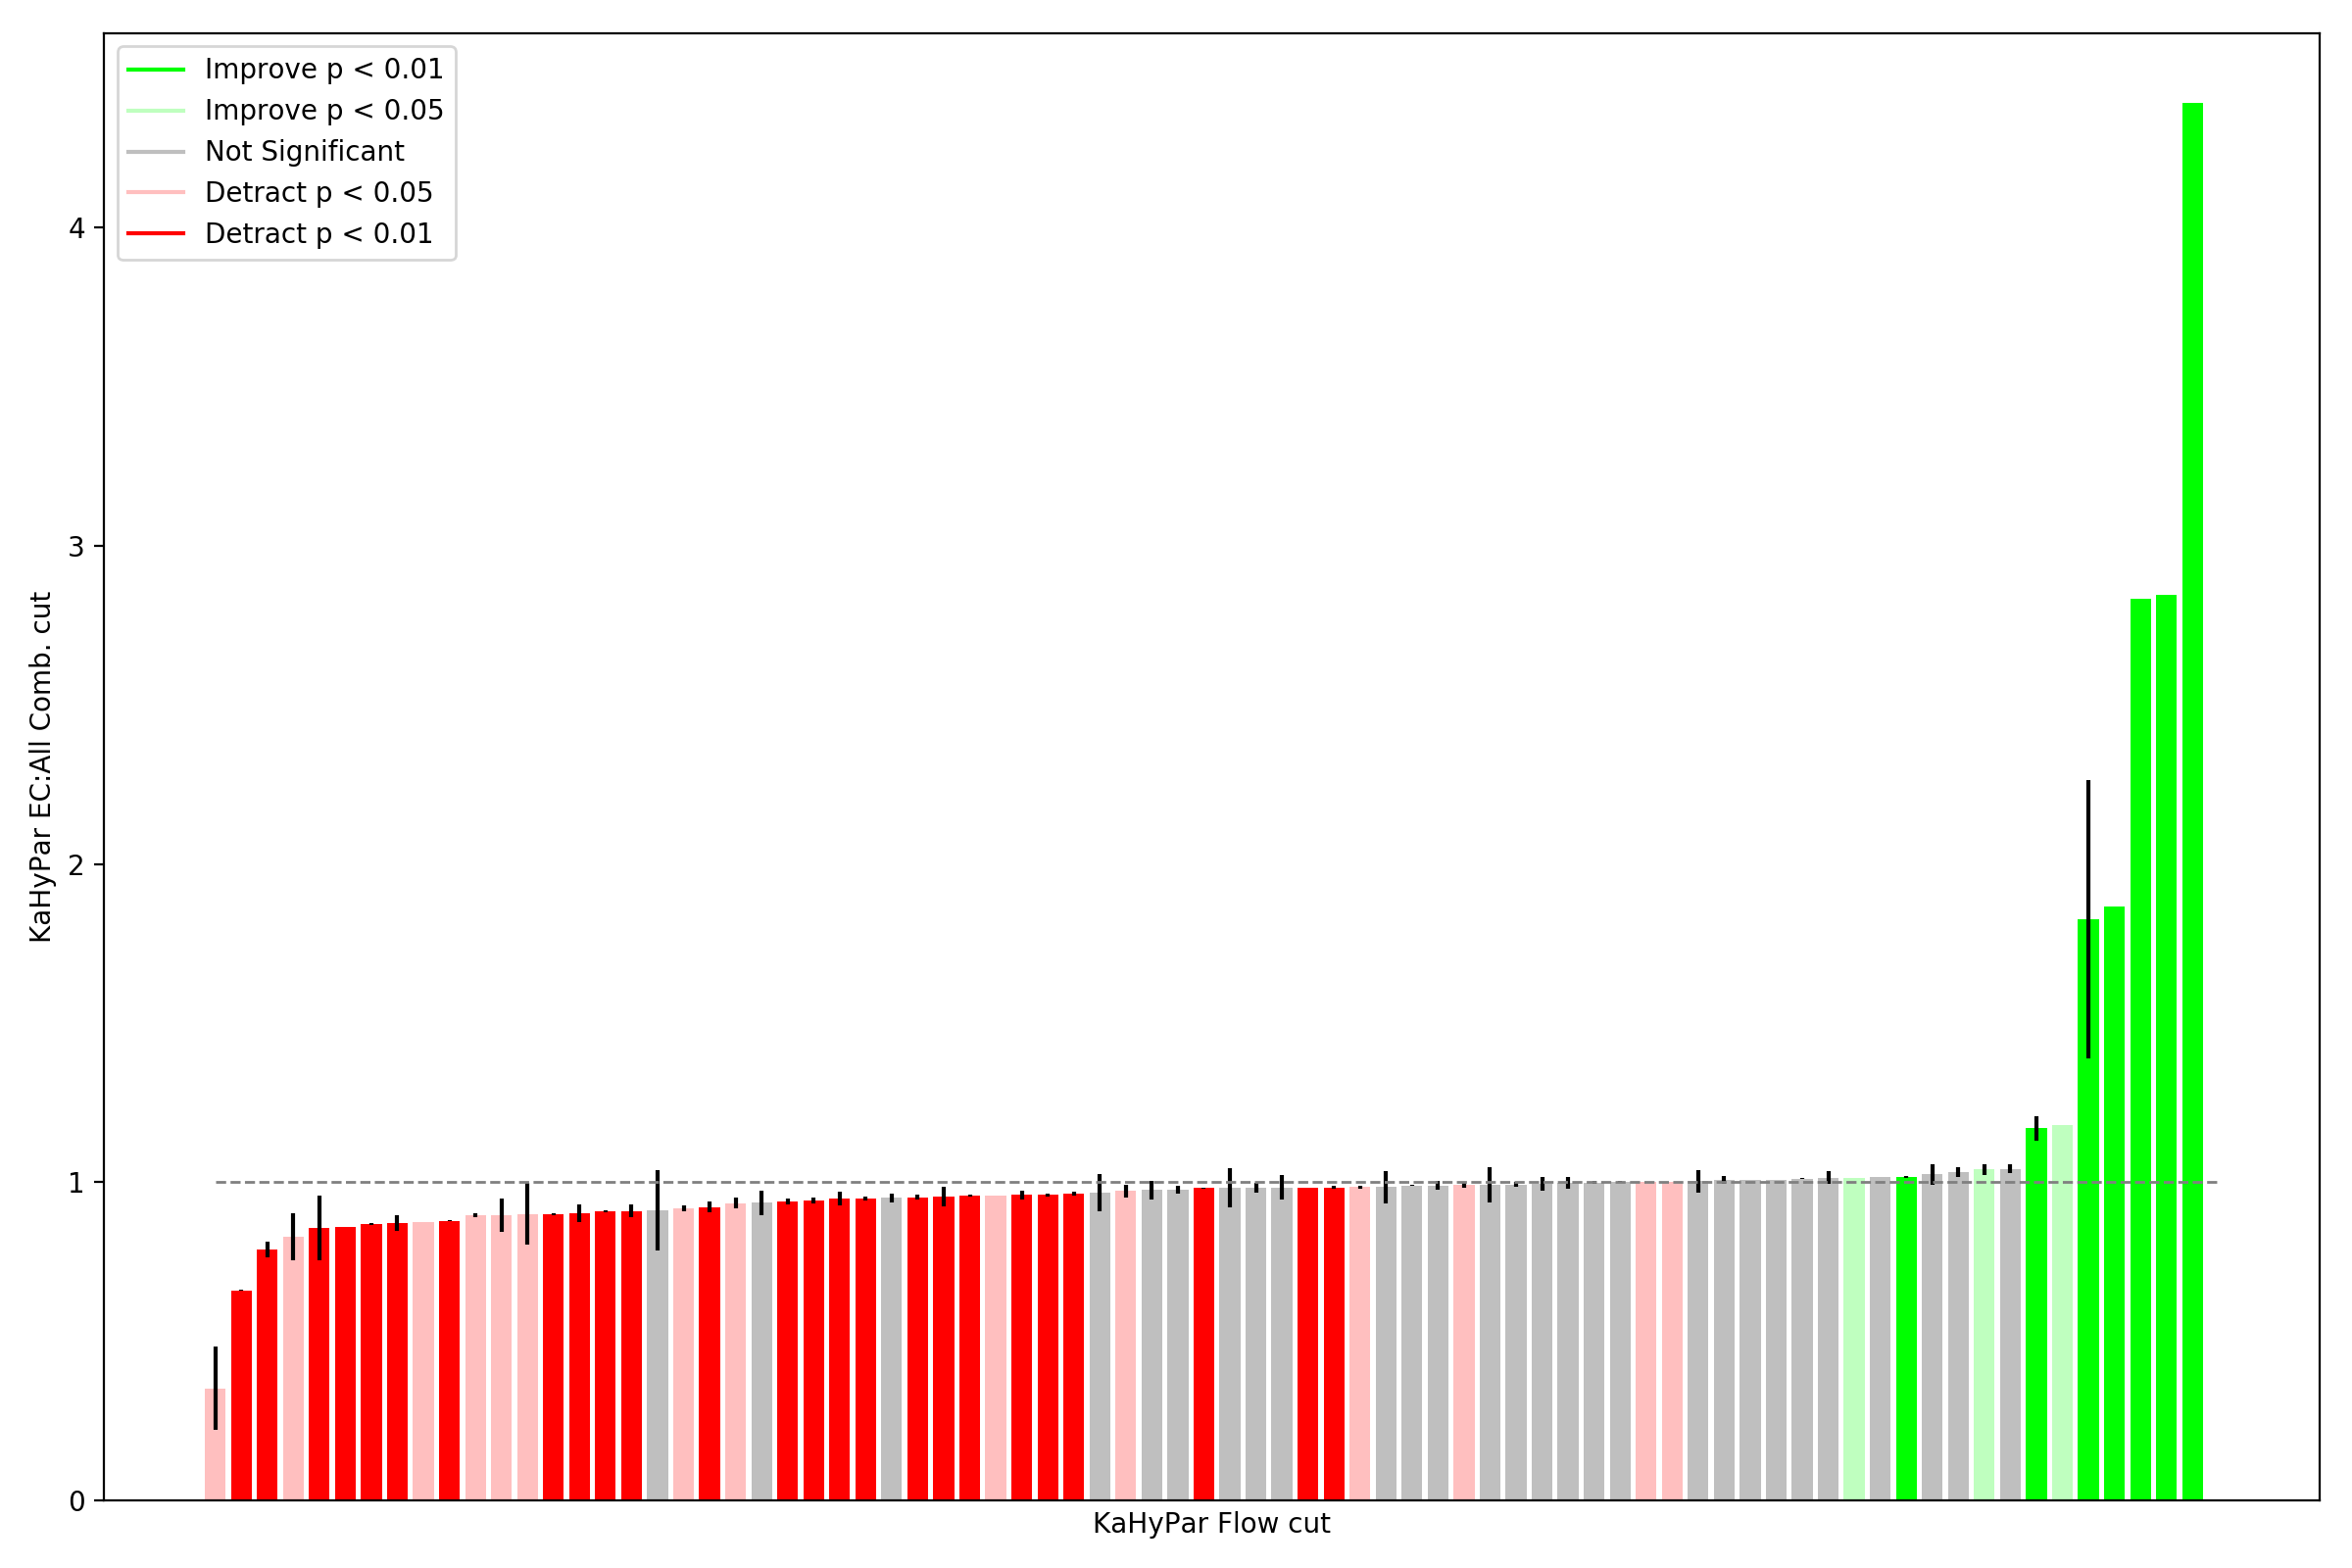 Improve p < 0.01
Improve p < 0.05
Not Significant
Detract p < 0.05
Detract p < 0.01
4
3
2
1
0
KaHyPar EC:All Comb. cut
KaHyPar Flow cut